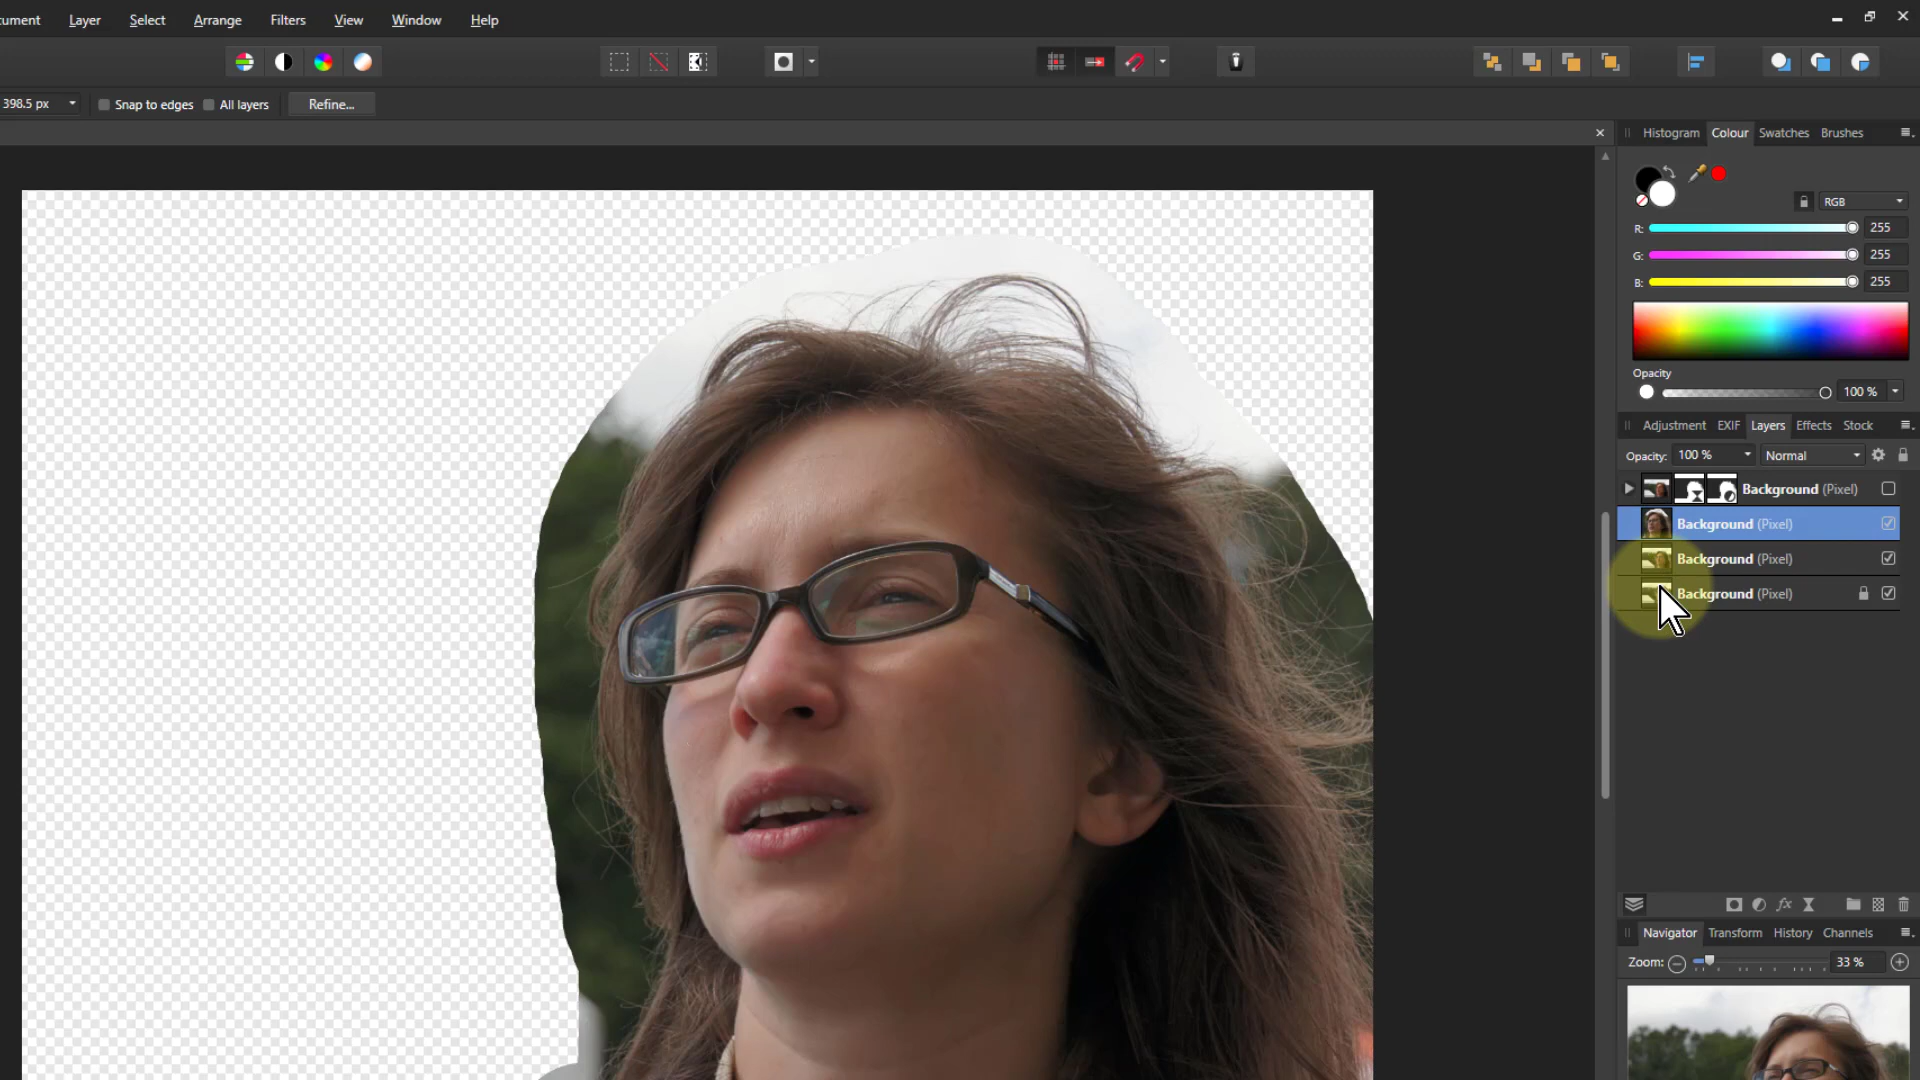 cument Layer Select Arrange Filters View Window Help
398.5 px Snap to edges All layers Refine...
Histogram Colour Swatches Brushes
RGB
R: 255
G: 255
B: 255
Opacity
100 %
Adjustment EXIF Layers Effects Stock
Opacity: 100 % Normal
Background (Pixel)
Background (Pixel)
Background (Pixel)
Background (Pixel)
fx
Navigator Transform History Channels
Zoom: 33 %